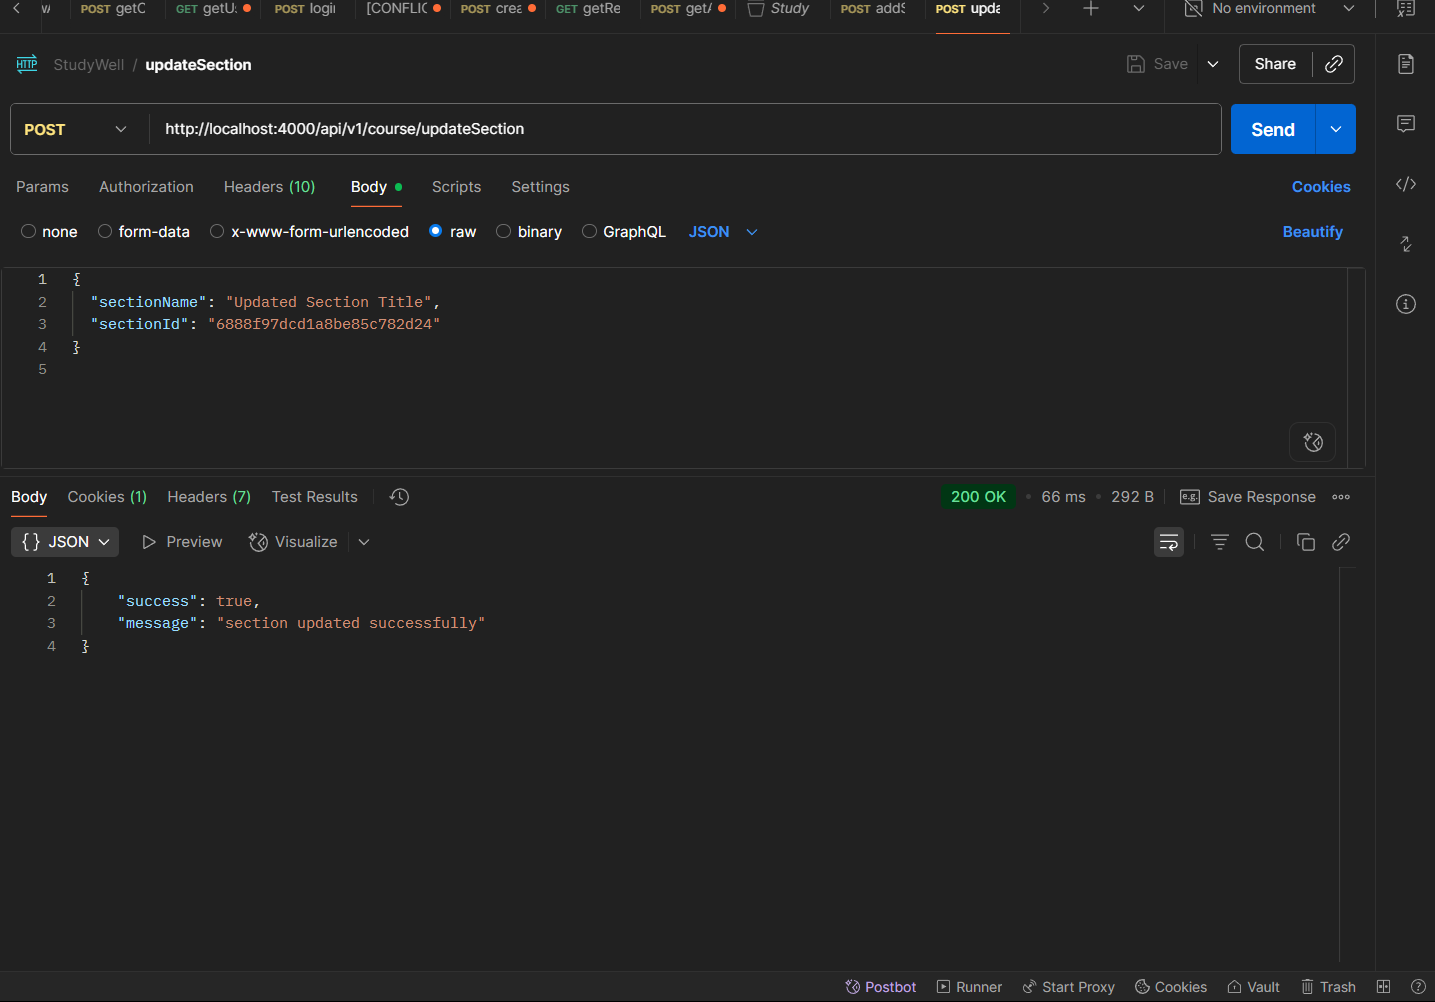 POST getC GET getU POST logi [CONFLIC POST crea GET getRe POST getA Study POST addS POST upda No environment
HTTP StudyWell / updateSection Save Share
POST http://localhost:4000/api/v1/course/updateSection Send
Params Authorization Headers (10) Body Scripts Settings Cookies
none form-data x-www-form-urlencoded raw binary GraphQL JSON Beautify
1 {
2 "sectionName": "Updated Section Title",
3 "sectionId": "6888f97dcd1a8be85c782d24"
4 }
5
Body Cookies (1) Headers (7) Test Results 200 OK 66 ms 292 B e.g. Save Response
{} JSON Preview Visualize
1 {
2 "success": true,
3 "message": "section updated successfully"
4 }
Postbot Runner Start Proxy Cookies Vault Trash